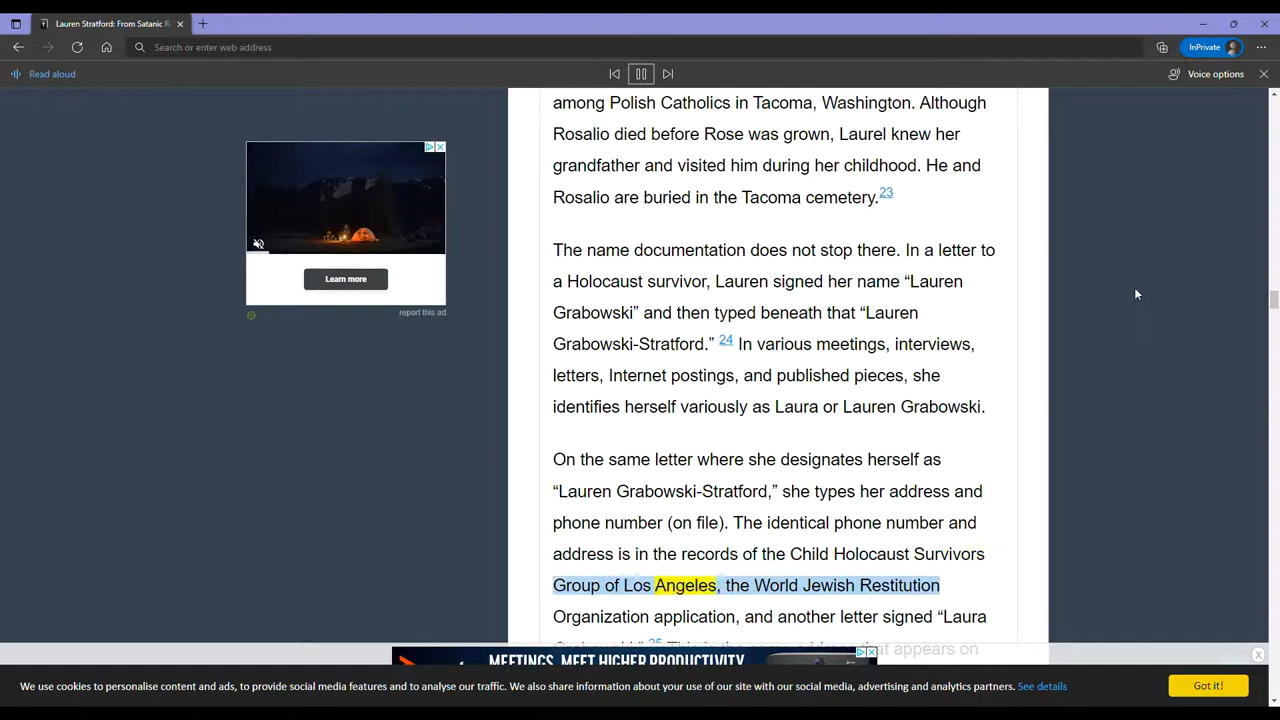 Lauren Stratford: From Satanic R
Search or enter web address
InPrivate
Read aloud
Voice options
among Polish Catholics in Tacoma, Washington. Although
Rosalio died before Rose was grown, Laurel knew her
grandfather and visited him during her childhood. He and
Rosalio are buried in the Tacoma cemetery.23
The name documentation does not stop there. In a letter to
a Holocaust survivor, Lauren signed her name “Lauren
Grabowski” and then typed beneath that “Lauren
Grabowski-Stratford.” 24 In various meetings, interviews,
letters, Internet postings, and published pieces, she
identifies herself variously as Laura or Lauren Grabowski.
On the same letter where she designates herself as
“Lauren Grabowski-Stratford,” she types her address and
phone number (on file). The identical phone number and
address is in the records of the Child Holocaust Survivors
Group of Los Angeles, the World Jewish Restitution
Organization application, and another letter signed “Laura
25 This is the same address that appears on
Learn more
report this ad
MEETINGS, MEET HIGHER PRODUCTIVITY
We use cookies to personalise content and ads, to provide social media features and to analyse our traffic. We also share information about your use of our site with our social media, advertising and analytics partners. See details
Got it!